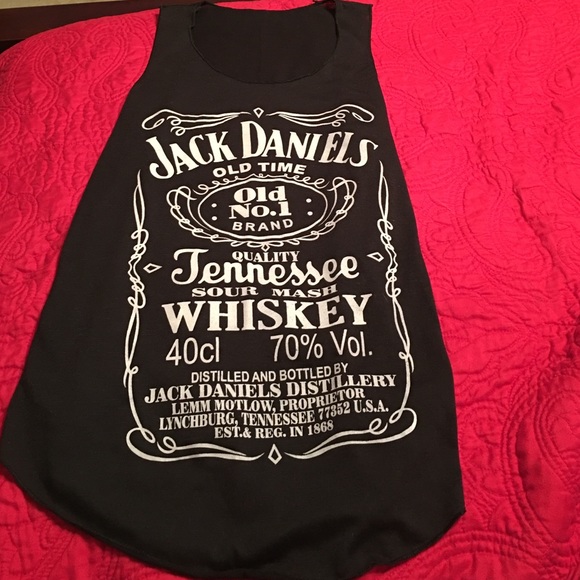 JACK DANIELS
OLD TIME
Old
No.1
BRAND
QUALITY
Tennessee
SOUR MASH
WHISKEY
40cl 70% Vol.
DISTILLED AND BOTTLED BY
JACK DANIELS DISTILLERY
LEMM MOTLOW, PROPRIETOR
LYNCHBURG, TENNESSEE 77352 U.S.A.
EST.& REG. IN 1868